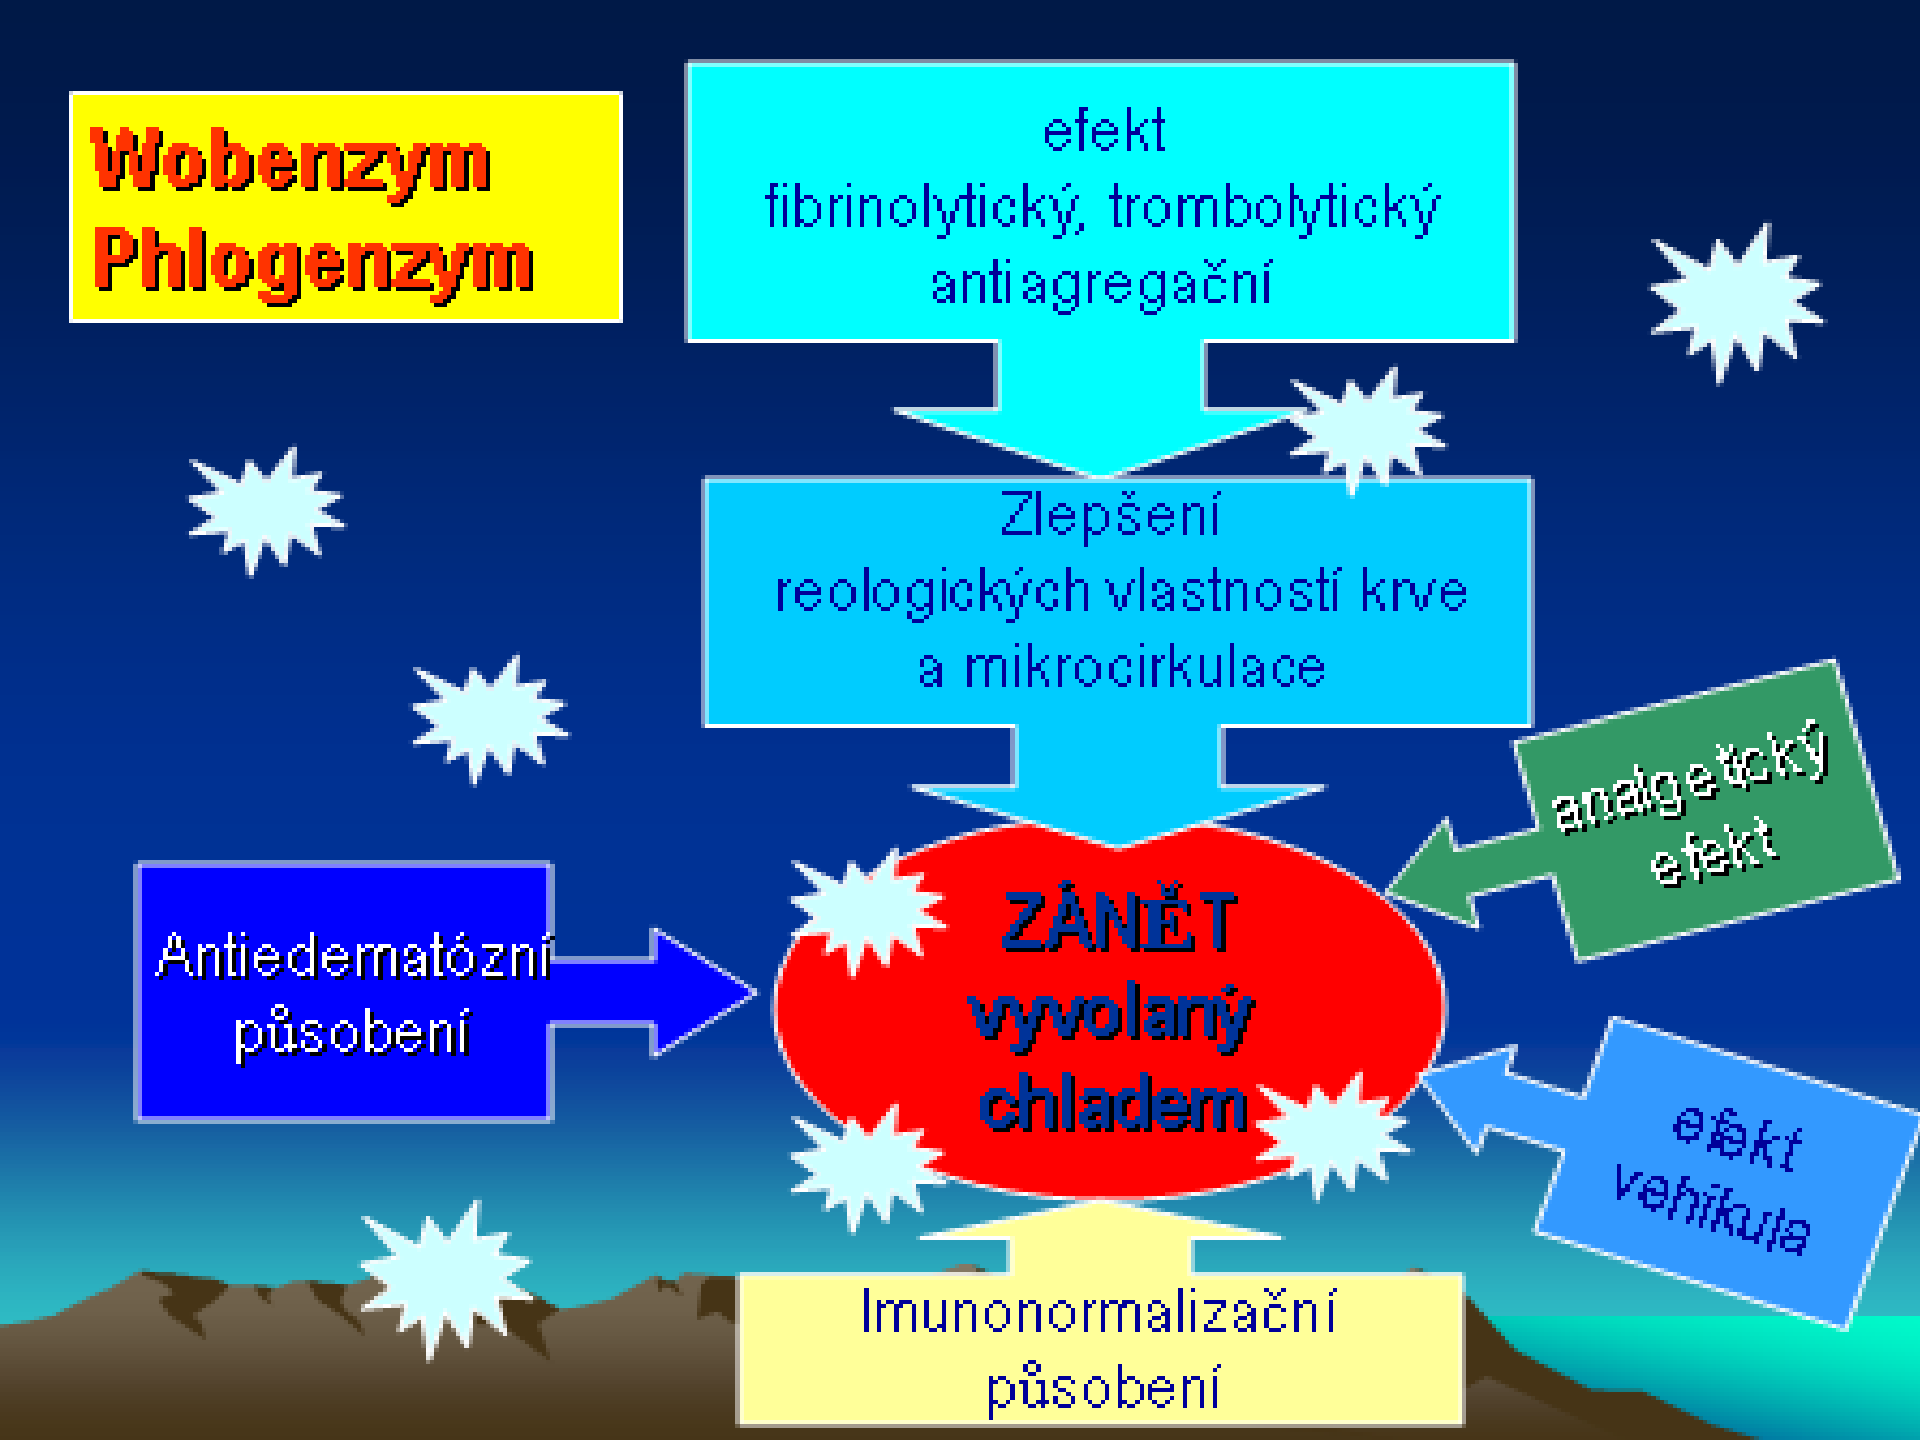 Wobenzym
Phlogenzym
efekt
fibrinolytický, trombolytický
antiagregační
Zlepšení
reologických vlastností krve
a mikrocirkulace
analgetický
efekt
Antiedematózní
působení
ZÁNĚT
vyvolaný
chladem
efekt
vehikula
Imunonormalizační
působení